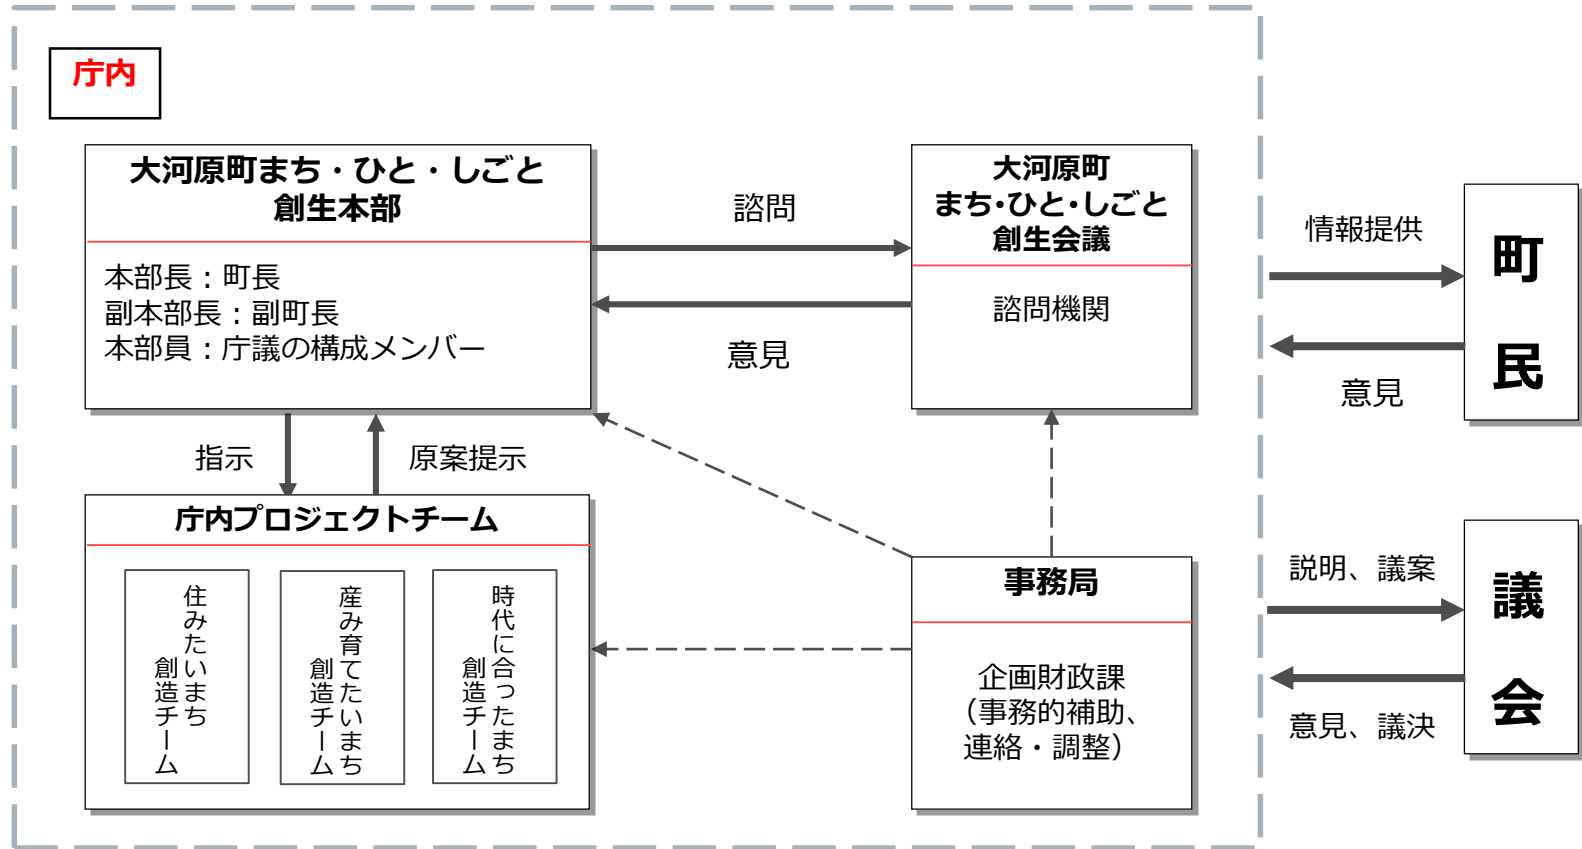 庁内
大河原町まち・ひと・しごと
創生本部
本部長：町長
副本部長：副町長
本部員：庁議の構成メンバー
諮問
意見
大河原町
まち・ひと・しごと
創生会議
諮問機関
情報提供
意見
町民
指示
原案提示
庁内プロジェクトチーム
住みたいまち
創造チーム
産み育てたいまち
創造チーム
時代に合ったまち
創造チーム
事務局
企画財政課
（事務的補助、
連絡・調整）
説明、議案
意見、議決
議会